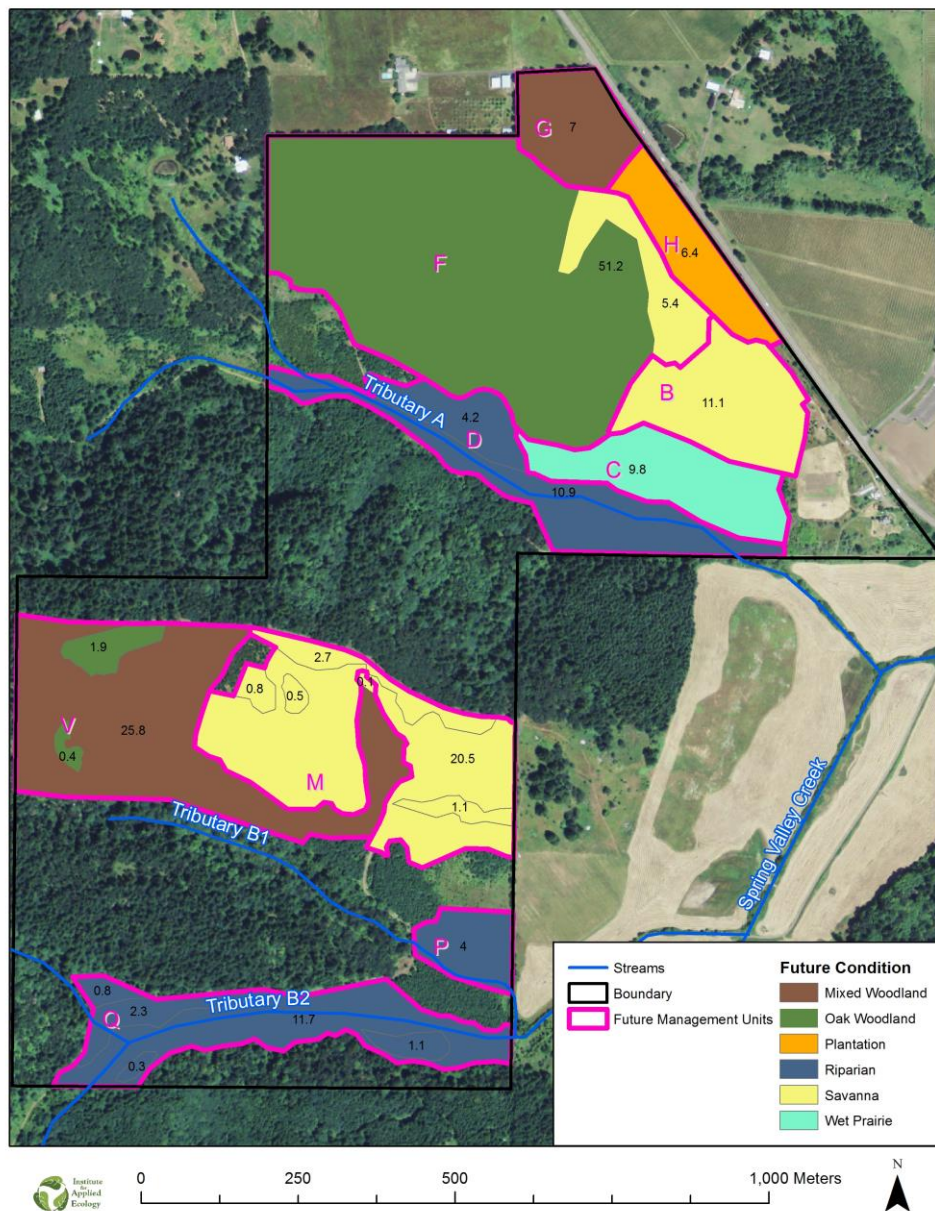 G
7
H
6.4
F
51.2
5.4
B
11.1
Tributary A
4.2
D
C
9.8
10.9
1.9
2.7
0.8
0.5
0.1
V
25.8
0.4
M
20.5
1.1
Tributary B1
Spring Valley Creek
P
4
0.8
2.3
Q
Tributary B2
11.7
1.1
0.3
Streams
Boundary
Future Management Units
Future Condition
Mixed Woodland
Oak Woodland
Plantation
Riparian
Savanna
Wet Prairie
Institute
for
Applied
Ecology
0 250 500 1,000 Meters
N